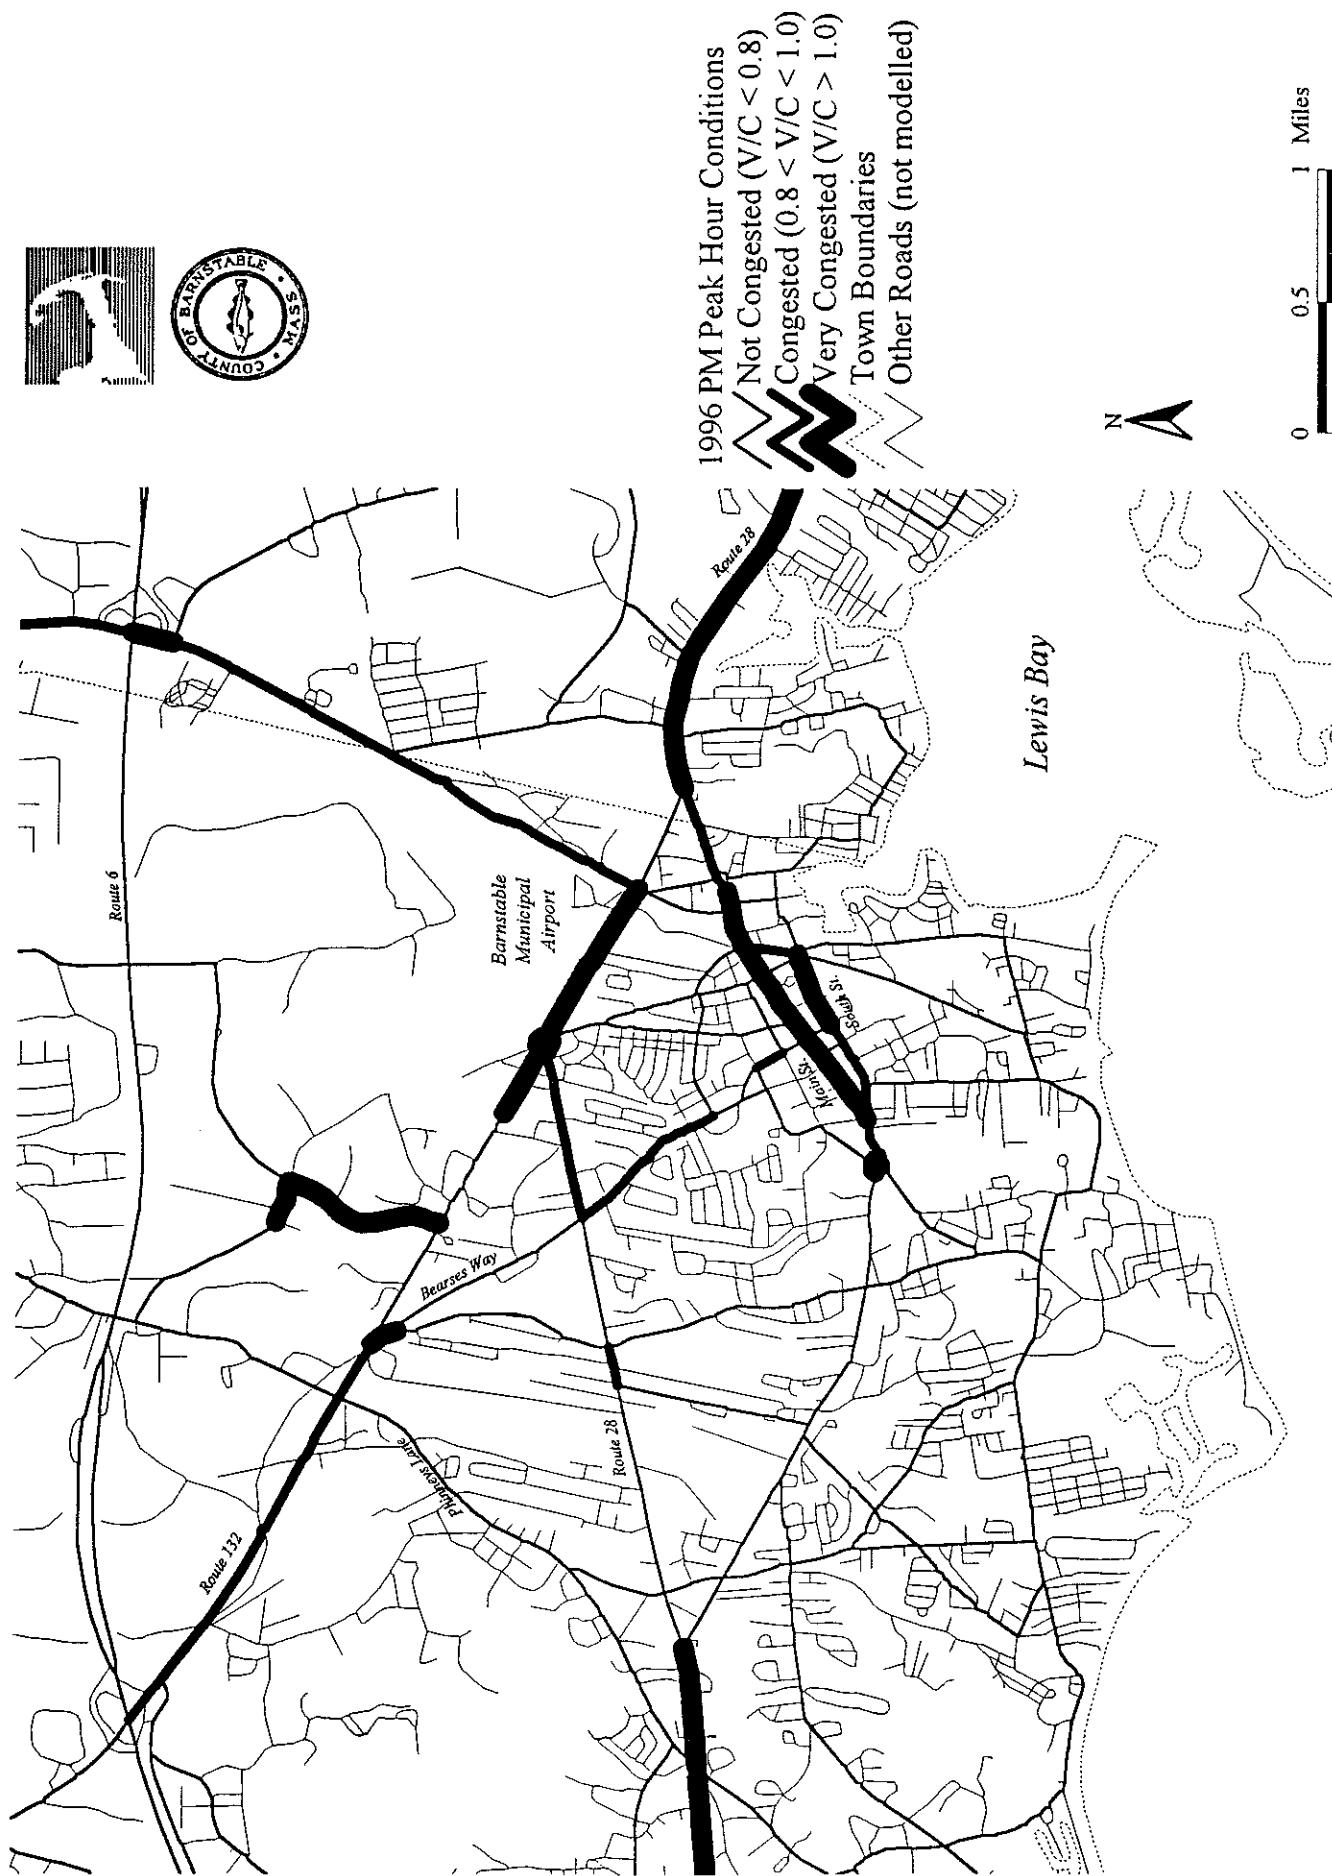 COUNTY OF BARNSTABLE • MASS •
1996 PM Peak Hour Conditions
Not Congested (V/C < 0.8)
Congested (0.8 < V/C < 1.0)
Very Congested (V/C > 1.0)
Town Boundaries
Other Roads (not modelled)
N
0 0.5 1 Miles
Route 6
Route 28
Barnstable
Municipal
Airport
Lewis Bay
South St.
Main St.
Bearses Way
Route 28
Phinneys Lane
Route 132